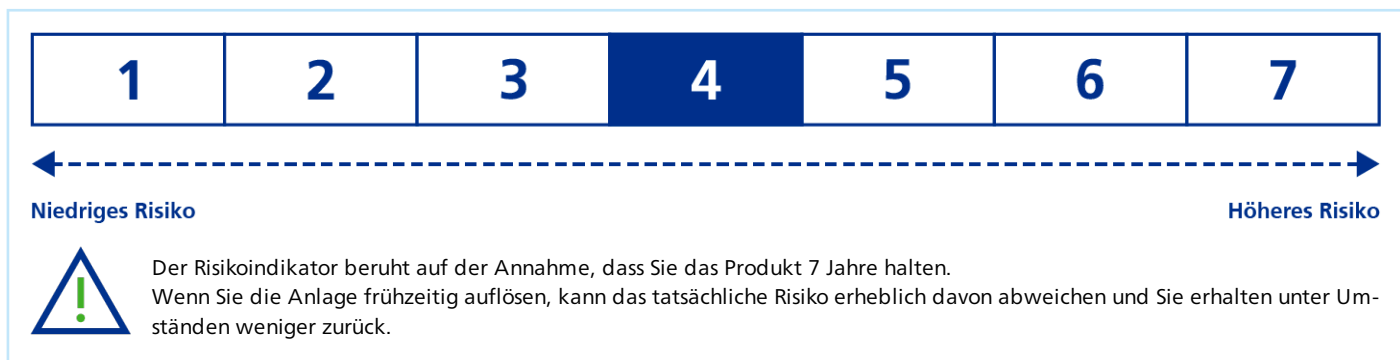 1 2 3 4 5 6 7
Niedriges Risiko Höheres Risiko
Der Risikoindikator beruht auf der Annahme, dass Sie das Produkt 7 Jahre halten.
Wenn Sie die Anlage frühzeitig auflösen, kann das tatsächliche Risiko erheblich davon abweichen und Sie erhalten unter Um-
ständen weniger zurück.